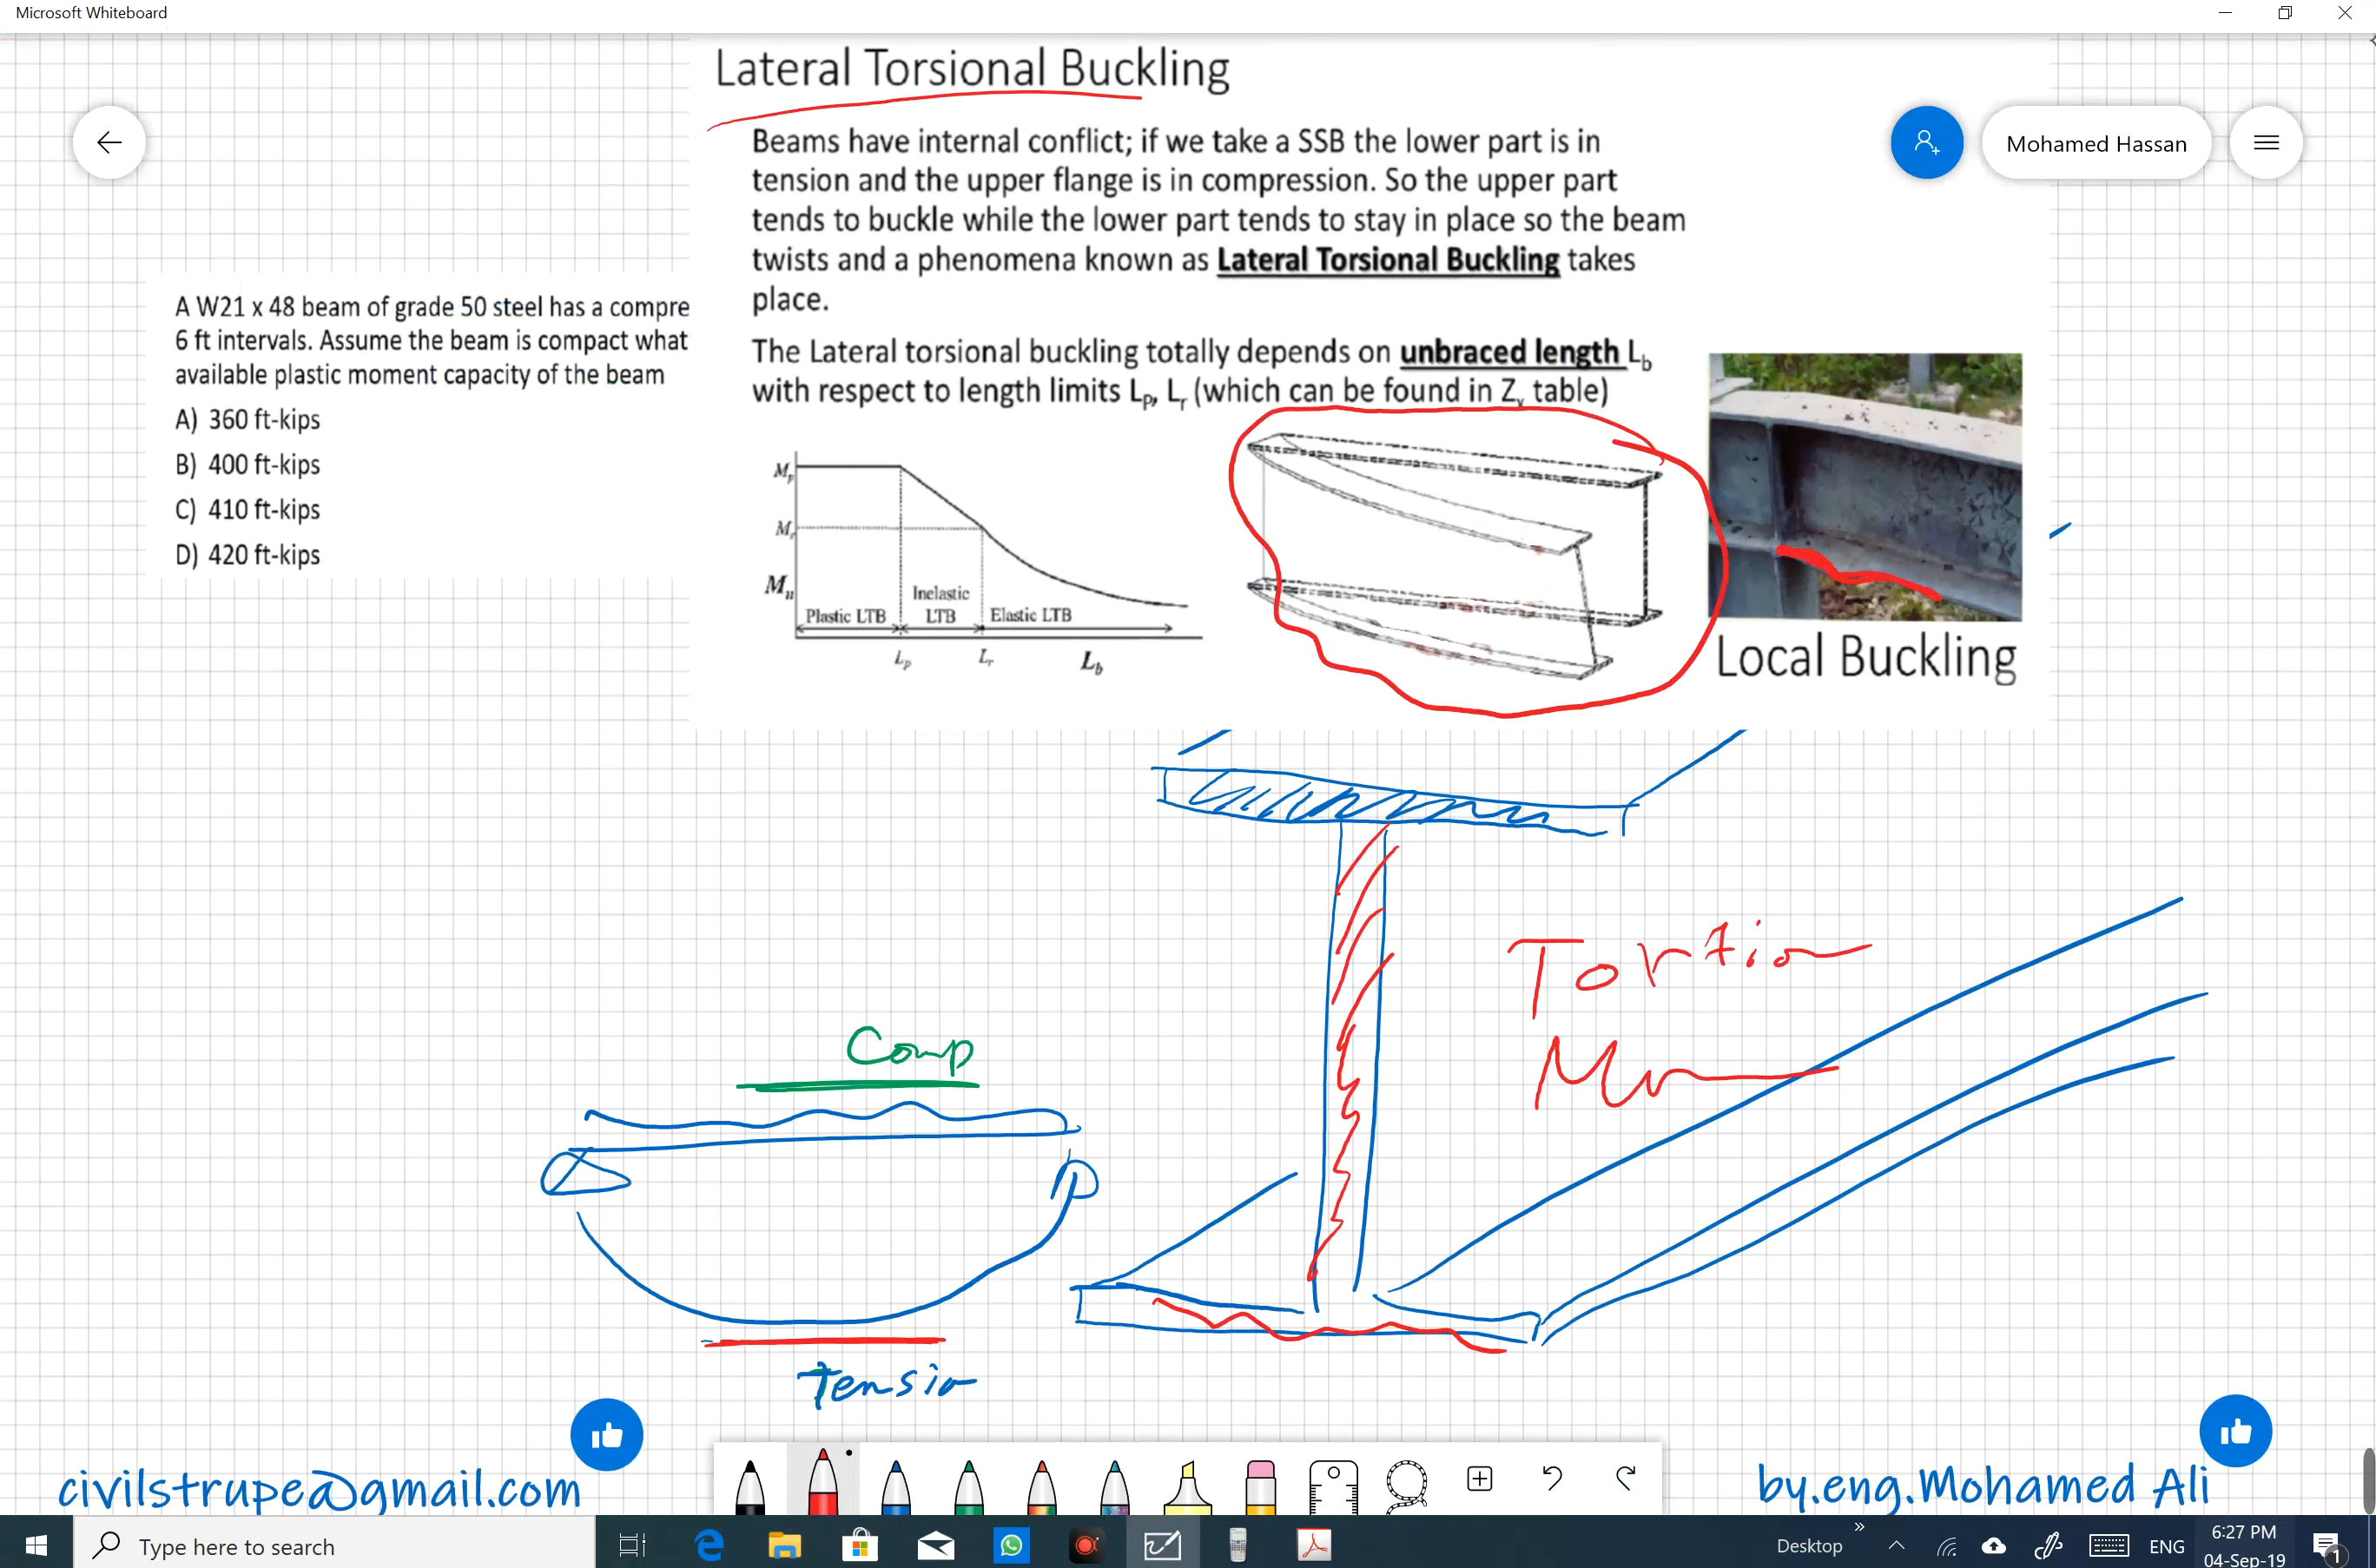 Microsoft Whiteboard
Lateral Torsional Buckling
Beams have internal conflict; if we take a SSB the lower part is in
tension and the upper flange is in compression. So the upper part
tends to buckle while the lower part tends to stay in place so the beam
twists and a phenomena known as Lateral Torsional Buckling takes
place.
The Lateral torsional buckling totally depends on unbraced length Lb
with respect to length limits Lp, Lr (which can be found in Zx table)
Mohamed Hassan
A W21 x 48 beam of grade 50 steel has a compre
6 ft intervals. Assume the beam is compact what
available plastic moment capacity of the beam
A) 360 ft-kips
B) 400 ft-kips
C) 410 ft-kips
D) 420 ft-kips
Mp
Mr
Mn
Plastic LTB
Inelastic
LTB
Elastic LTB
Lp
Lr
Lb
Local Buckling
Tortion
Comp
Tensio
civilstrupe@gmail.com
by.eng.Mohamed Ali
Type here to search
Desktop
ENG
6:27 PM
04-Sep-19
1